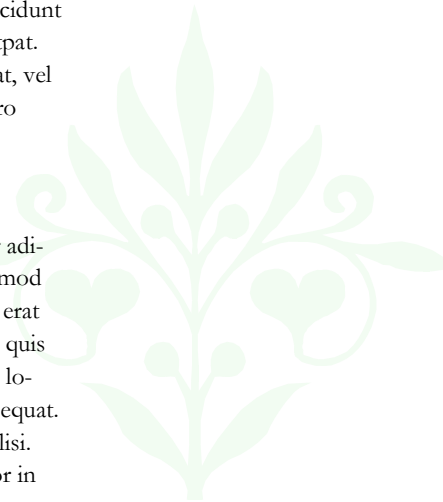 cidunt
tpat.
at, vel
ro
adi-
mod
erat
quis
lo-
equat.
lisi.
or in